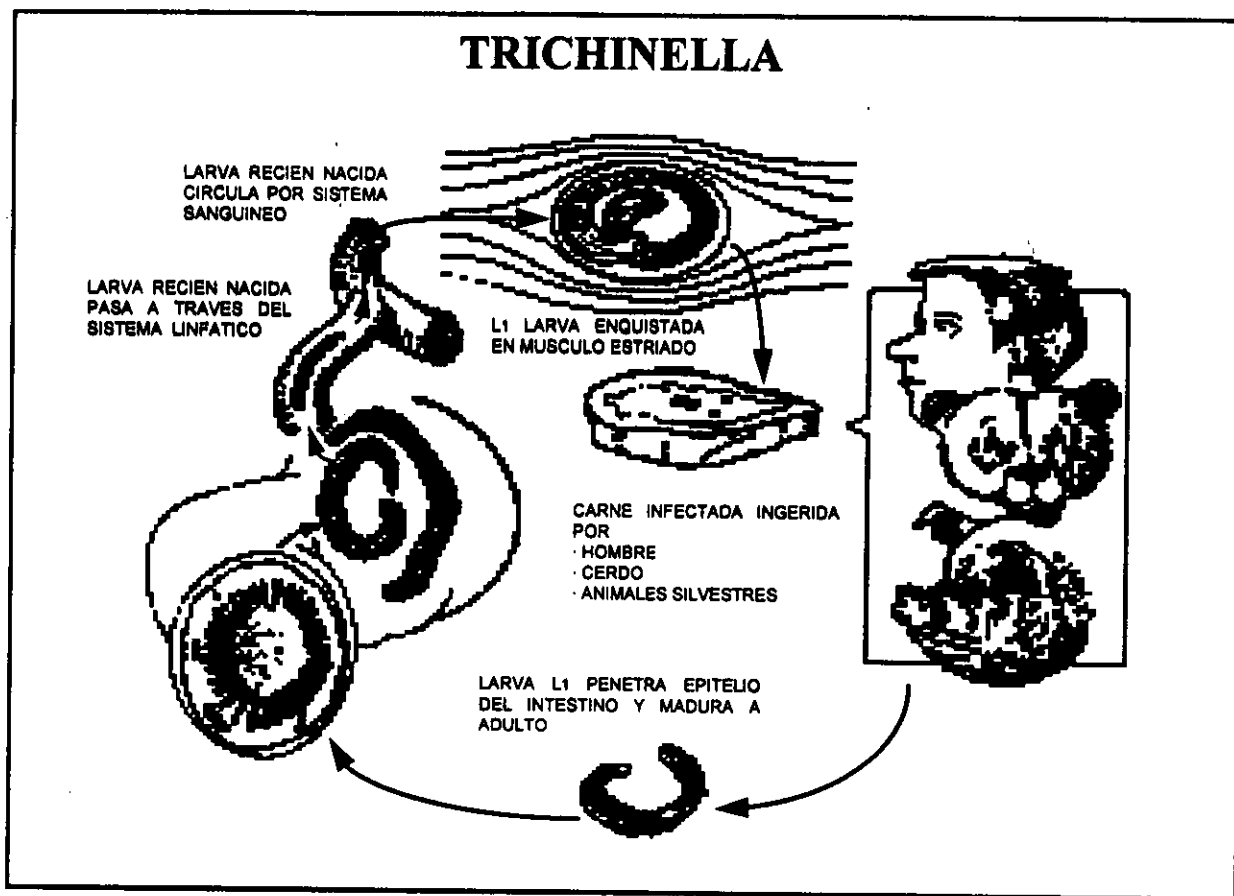 TRICHINELLA
LARVA RECIEN NACIDA
CIRCULA POR SISTEMA
SANGUINEO
LARVA RECIEN NACIDA
PASA A TRAVES DEL
SISTEMA LINFATICO
L1 LARVA ENQUISTADA
EN MUSCULO ESTRIADO
CARNE INFECTADA INGERIDA
POR
· HOMBRE
· CERDO
· ANIMALES SILVESTRES
LARVA L1 PENETRA EPITELIO
DEL INTESTINO Y MADURA A
ADULTO